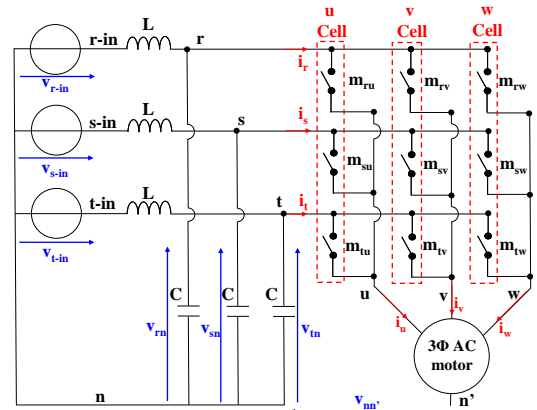 u v w
Cell Cell Cell
r-in L r
i_r
v_r-in
m_ru m_rv m_rw
s-in L s
i_s
v_s-in
m_su m_sv m_sw
t-in L t
i_t
v_t-in
m_tu m_tv m_tw
u v w
i_u i_v i_w
C C C
v_rn v_sn v_tn
3Φ AC
motor
n v_nn' n'